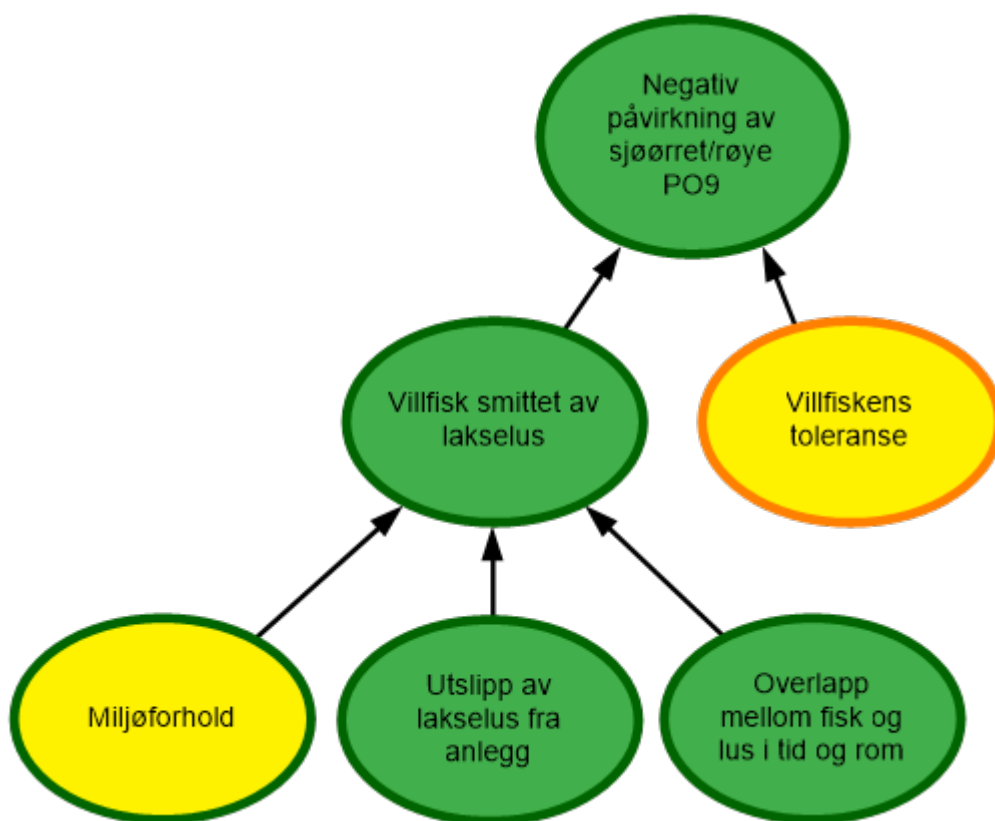 Negativ
påvirkning av
sjøørret/røye
PO9
Villfisk smittet av
lakselus
Villfiskens
toleranse
Miljøforhold
Utslipp av
lakselus fra
anlegg
Overlapp
mellom fisk og
lus i tid og rom